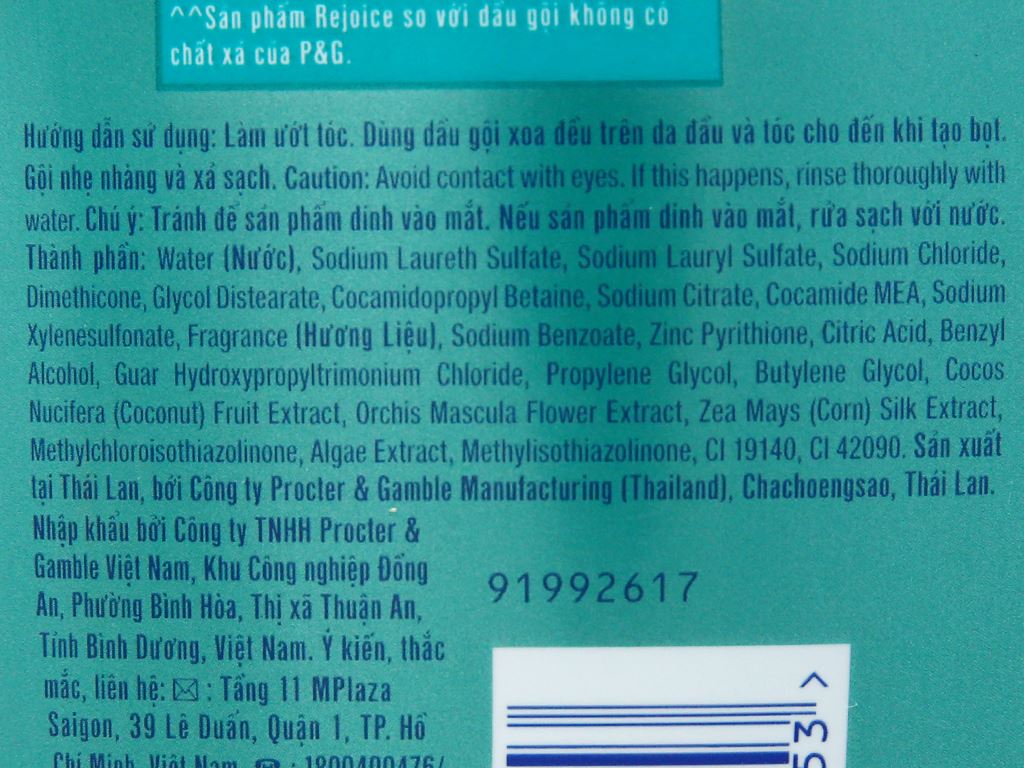 ^^Sản phẩm Rejoice so với dầu gội không có
chất xả của P&G.
Hướng dẫn sử dụng: Làm ướt tóc. Dùng dầu gội xoa đều trên da đầu và tóc cho đến khi tạo bọt.
Gội nhẹ nhàng và xả sạch. Caution: Avoid contact with eyes. If this happens, rinse thoroughly with
water. Chú ý: Tránh để sản phẩm dính vào mắt. Nếu sản phẩm dính vào mắt, rửa sạch với nước.
Thành phần: Water (Nước), Sodium Laureth Sulfate, Sodium Lauryl Sulfate, Sodium Chloride,
Dimethicone, Glycol Distearate, Cocamidopropyl Betaine, Sodium Citrate, Cocamide MEA, Sodium
Xylenesulfonate, Fragrance (Hương Liệu), Sodium Benzoate, Zinc Pyrithione, Citric Acid, Benzyl
Alcohol, Guar Hydroxypropyltrimonium Chloride, Propylene Glycol, Butylene Glycol, Cocos
Nucifera (Coconut) Fruit Extract, Orchis Mascula Flower Extract, Zea Mays (Corn) Silk Extract,
Methylchloroisothiazolinone, Algae Extract, Methylisothiazolinone, CI 19140, CI 42090. Sản xuất
tại Thái Lan, bởi Công ty Procter & Gamble Manufacturing (Thailand), Chachoengsao, Thái Lan.
Nhập khẩu bởi Công ty TNHH Procter &
Gamble Việt Nam, Khu Công nghiệp Đồng
An, Phường Bình Hòa, Thị xã Thuận An,
Tỉnh Bình Dương, Việt Nam. Ý kiến, thắc
mắc, liên hệ: ✉ : Tầng 11 MPlaza
Saigon, 39 Lê Duẩn, Quận 1, TP. Hồ
Chí Minh, Việt Nam. ☎ : 1800400476/
91992617
53 >